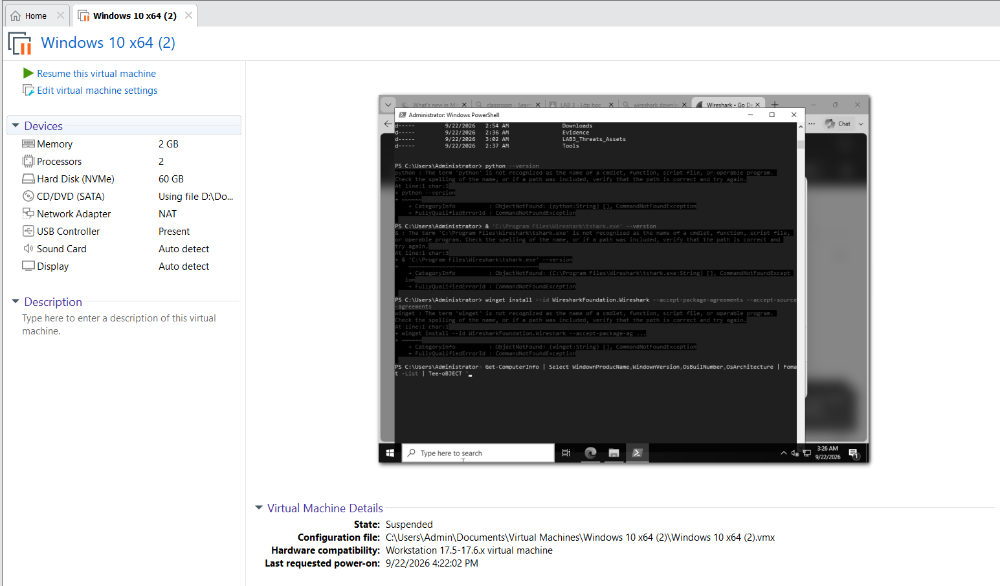 Home
Windows 10 x64 (2)
Windows 10 x64 (2)
Resume this virtual machine
Edit virtual machine settings
Devices
Memory 2 GB
Processors 2
Hard Disk (NVMe) 60 GB
CD/DVD (SATA) Using file D:\Do...
Network Adapter NAT
USB Controller Present
Sound Card Auto detect
Display Auto detect
Description
Type here to enter a description of this virtual
machine.
What's new in Mi
classroom - Sear
LAB 3 - Lớp học
wireshark downlo
Wireshark • Go De
Chat
Administrator: Windows PowerShell
d----- 9/22/2026 2:54 AM Downloads
d----- 9/22/2026 2:36 AM Evidence
d----- 9/22/2026 3:02 AM LAB3_Threats_Assets
d----- 9/22/2026 2:37 AM Tools
PS C:\Users\Administrator> python --version
python : The term 'python' is not recognized as the name of a cmdlet, function, script file, or operable program.
Check the spelling of the name, or if a path was included, verify that the path is correct and try again.
At line:1 char:1
+ python --version
+ ~~~~~~
+ CategoryInfo : ObjectNotFound: (python:String) [], CommandNotFoundException
+ FullyQualifiedErrorId : CommandNotFoundException
PS C:\Users\Administrator> & 'C:\Program Files\Wireshark\tshark.exe' --version
& : The term 'C:\Program Files\Wireshark\tshark.exe' is not recognized as the name of a cmdlet, function, script file,
or operable program. Check the spelling of the name, or if a path was included, verify that the path is correct and
try again.
At line:1 char:3
+ & 'C:\Program Files\Wireshark\tshark.exe' --version
+ ~~~~~~~~~~~~~~~~~~~~~~~~~~~~~~~~~~~~~~~
+ CategoryInfo : ObjectNotFound: (C:\Program Files\Wireshark\tshark.exe:String) [], CommandNotFoundExcept
ion
+ FullyQualifiedErrorId : CommandNotFoundException
PS C:\Users\Administrator> winget install --id WiresharkFoundation.Wireshark --accept-package-agreements --accept-source
-agreements
winget : The term 'winget' is not recognized as the name of a cmdlet, function, script file, or operable program.
Check the spelling of the name, or if a path was included, verify that the path is correct and try again.
At line:1 char:1
+ winget install --id WiresharkFoundation.Wireshark --accept-package-ag ...
+ ~~~~~~
+ CategoryInfo : ObjectNotFound: (winget:String) [], CommandNotFoundException
+ FullyQualifiedErrorId : CommandNotFoundException
PS C:\Users\Administrator> Get-ComputerInfo | Select WindownProducName,WindownVersion,OsBuilNumber,OsArchitecture | Foma
t -List | Tee-oBJECT
Type here to search
3:26 AM
9/22/2026
1
Virtual Machine Details
State: Suspended
Configuration file: C:\Users\Admin\Documents\Virtual Machines\Windows 10 x64 (2)\Windows 10 x64 (2).vmx
Hardware compatibility: Workstation 17.5-17.6.x virtual machine
Last requested power-on: 9/22/2026 4:22:02 PM